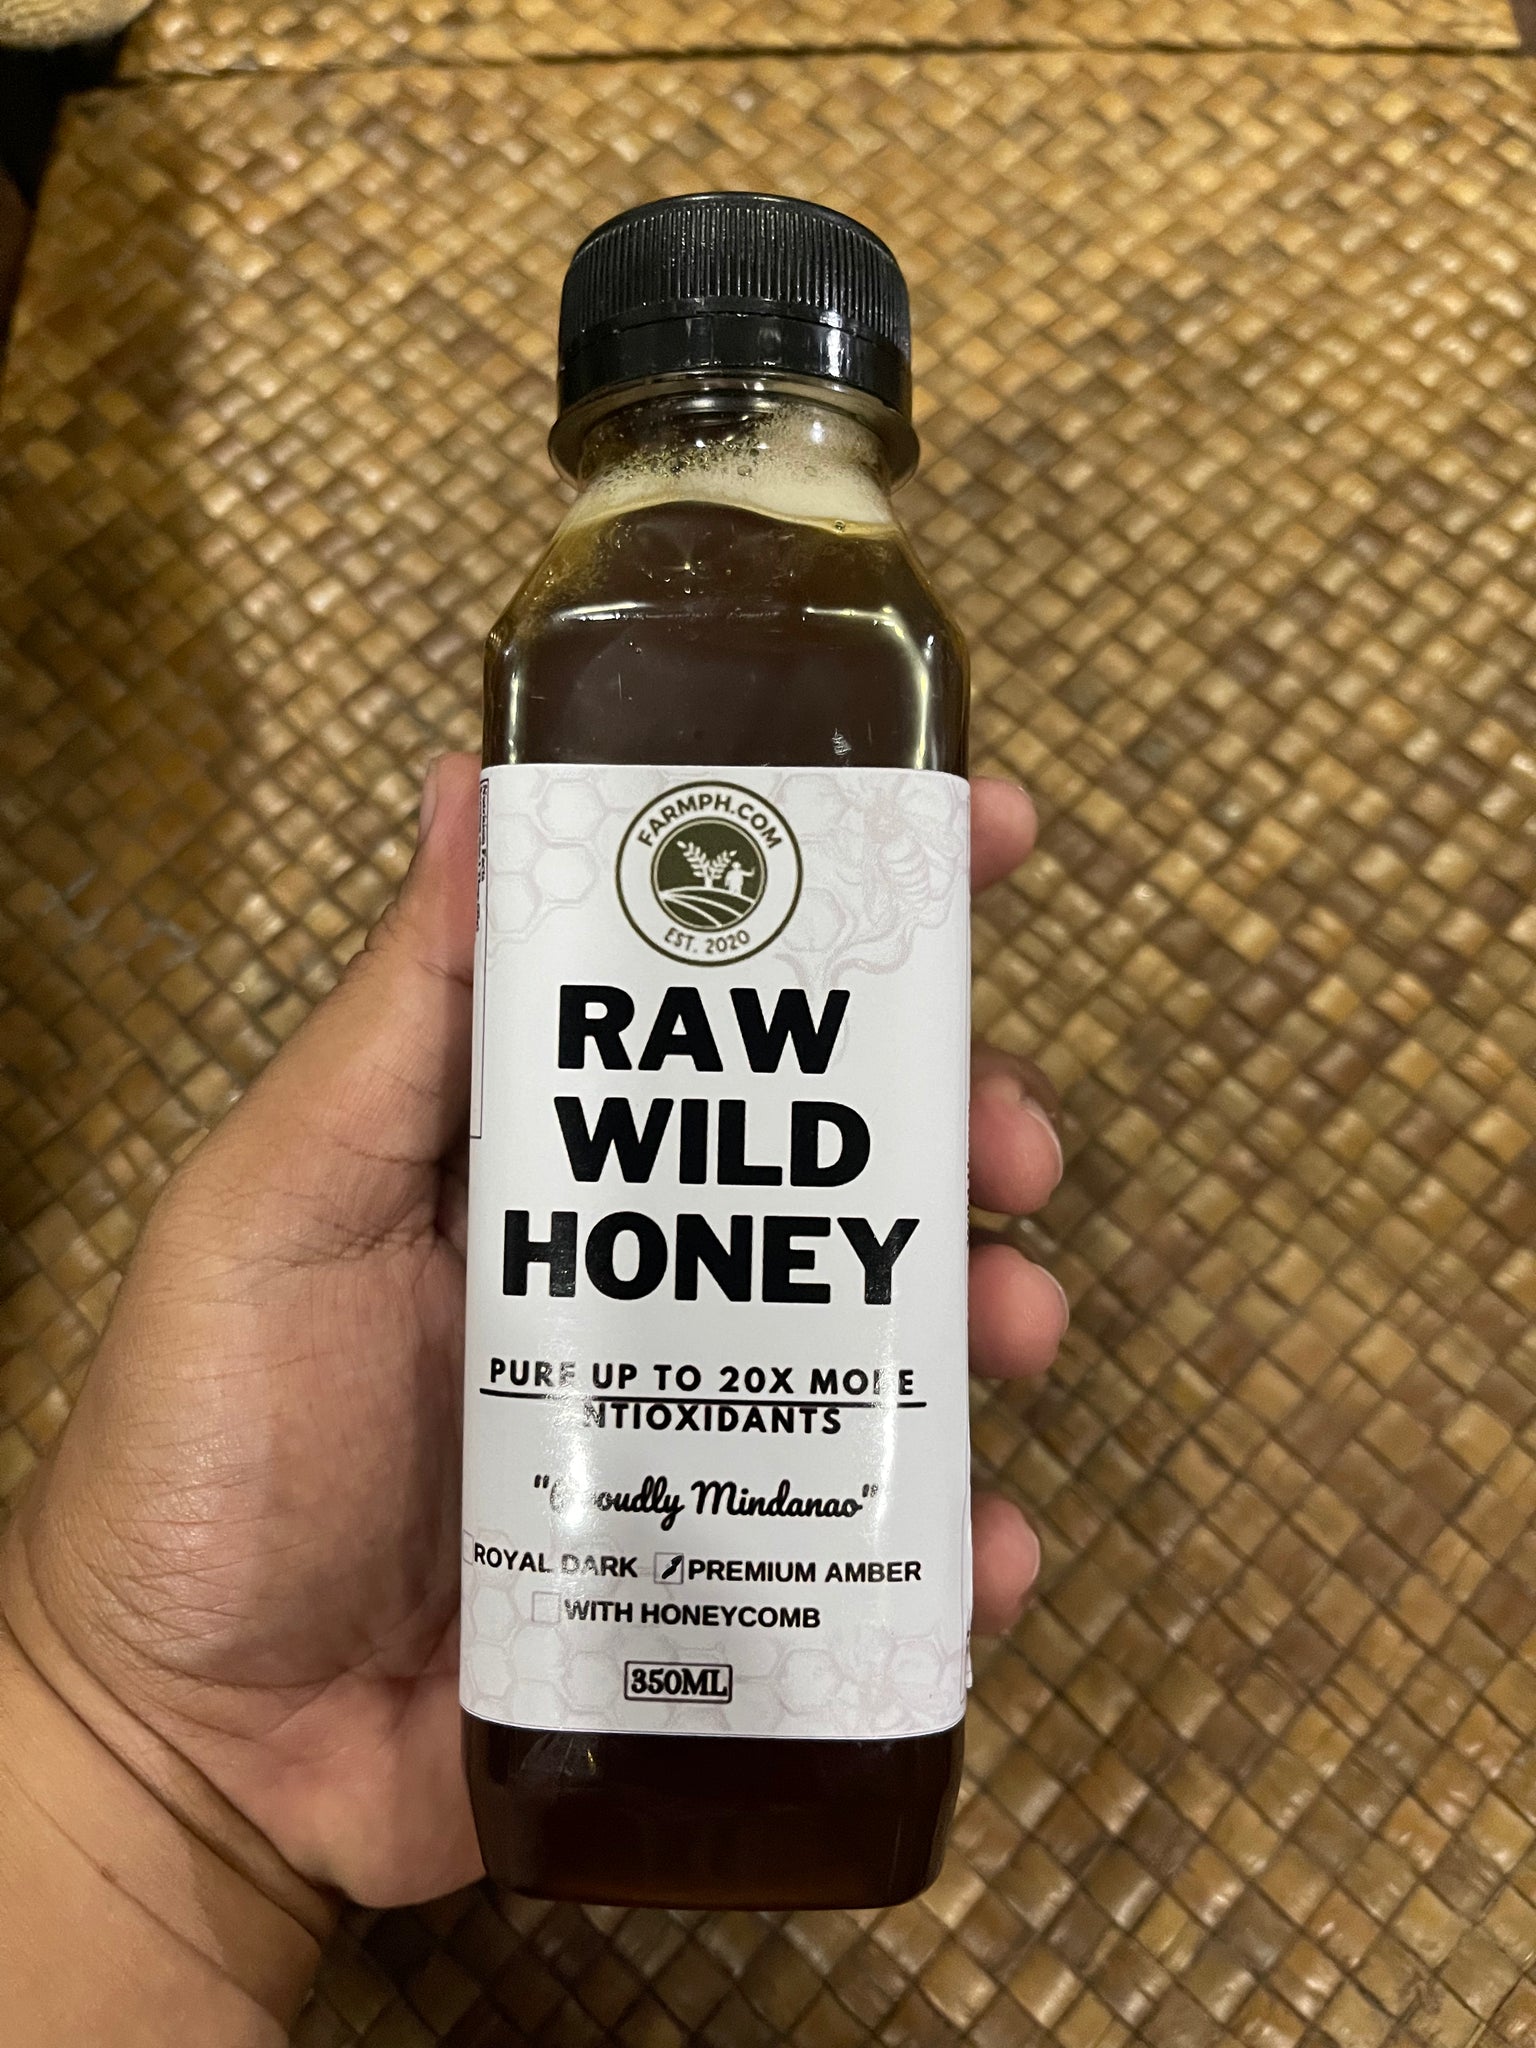 FARMPH.COM
EST. 2020
RAW
WILD
HONEY
PURE UP TO 20X MORE
NTIOXIDANTS
"Proudly Mindanao"
ROYAL DARK PREMIUM AMBER
WITH HONEYCOMB
350ML